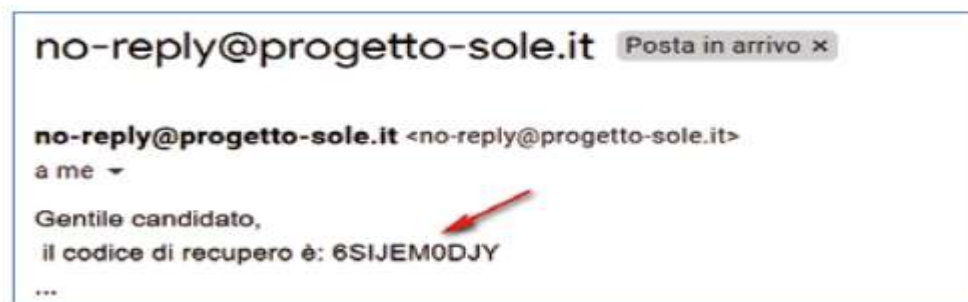 no-reply@progetto-sole.it Posta in arrivo ×
no-reply@progetto-sole.it <no-reply@progetto-sole.it>
a me
Gentile candidato,
il codice di recupero è: 6SIJEM0DJY
...